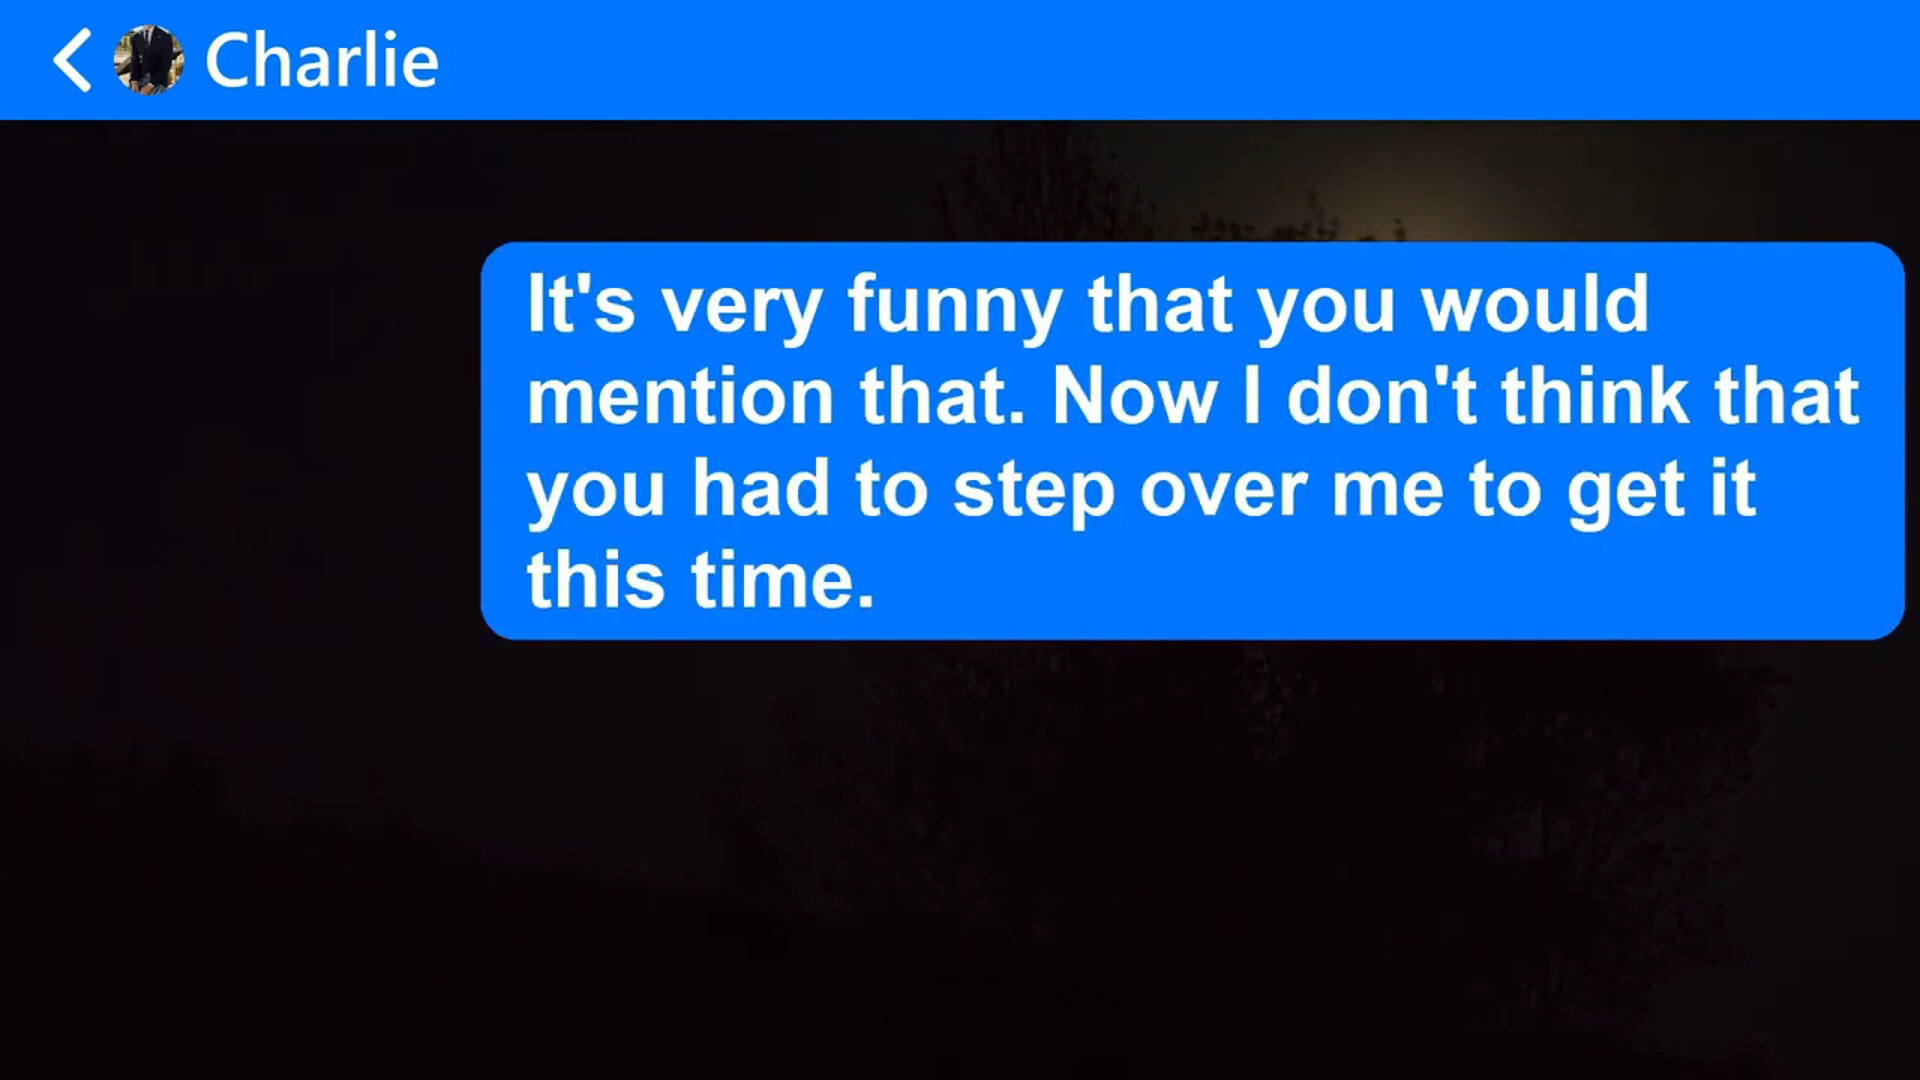 Charlie
It's very funny that you would
mention that. Now I don't think that
you had to step over me to get it
this time.